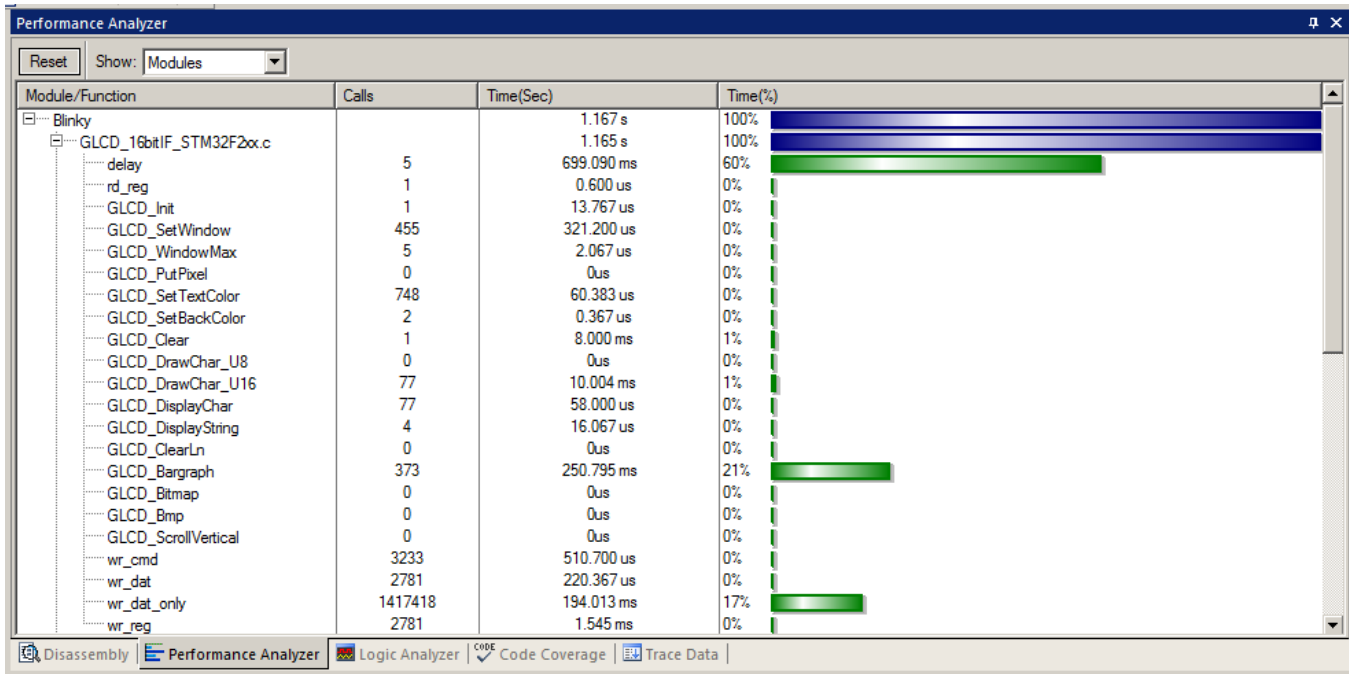 Performance Analyzer
Reset Show: Modules
Module/Function Calls Time(Sec) Time(%)
Blinky 1.167 s 100%
GLCD_16bitIF_STM32F2xx.c 1.165 s 100%
delay 5 699.090 ms 60%
rd_reg 1 0.600 us 0%
GLCD_Init 1 13.767 us 0%
GLCD_SetWindow 455 321.200 us 0%
GLCD_WindowMax 5 2.067 us 0%
GLCD_PutPixel 0 0us 0%
GLCD_SetTextColor 748 60.383 us 0%
GLCD_SetBackColor 2 0.367 us 0%
GLCD_Clear 1 8.000 ms 1%
GLCD_DrawChar_U8 0 0us 0%
GLCD_DrawChar_U16 77 10.004 ms 1%
GLCD_DisplayChar 77 58.000 us 0%
GLCD_DisplayString 4 16.067 us 0%
GLCD_ClearLn 0 0us 0%
GLCD_Bargraph 373 250.795 ms 21%
GLCD_Bitmap 0 0us 0%
GLCD_Bmp 0 0us 0%
GLCD_ScrollVertical 0 0us 0%
wr_cmd 3233 510.700 us 0%
wr_dat 2781 220.367 us 0%
wr_dat_only 1417418 194.013 ms 17%
wr_reg 2781 1.545 ms 0%
Disassembly Performance Analyzer Logic Analyzer CODE Code Coverage Trace Data